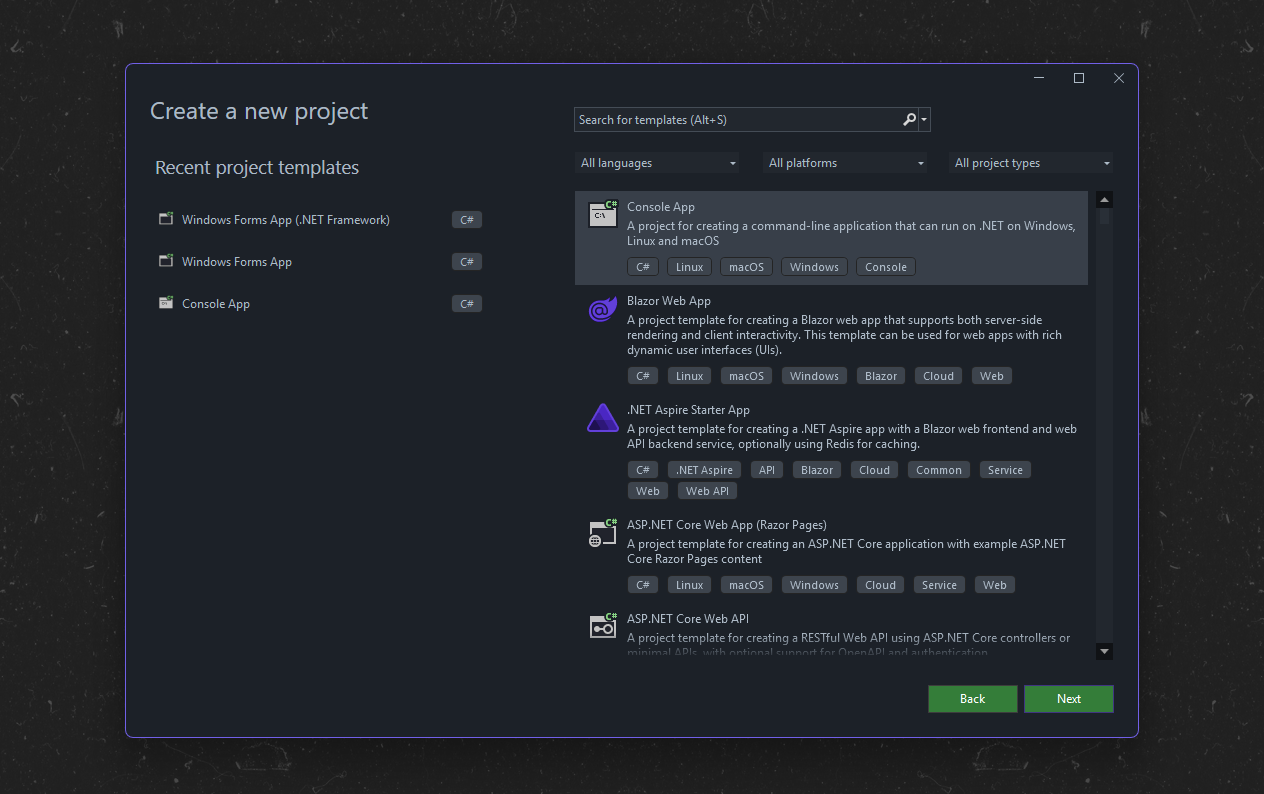 Create a new project
Recent project templates
Windows Forms App (.NET Framework) C#
Windows Forms App C#
Console App C#
Search for templates (Alt+S)
All languages All platforms All project types
Console App
A project for creating a command-line application that can run on .NET on Windows,
Linux and macOS
C# Linux macOS Windows Console
Blazor Web App
A project template for creating a Blazor web app that supports both server-side
rendering and client interactivity. This template can be used for web apps with rich
dynamic user interfaces (UIs).
C# Linux macOS Windows Blazor Cloud Web
.NET Aspire Starter App
A project template for creating a .NET Aspire app with a Blazor web frontend and web
API backend service, optionally using Redis for caching.
C# .NET Aspire API Blazor Cloud Common Service
Web Web API
ASP.NET Core Web App (Razor Pages)
A project template for creating an ASP.NET Core application with example ASP.NET
Core Razor Pages content
C# Linux macOS Windows Cloud Service Web
ASP.NET Core Web API
A project template for creating a RESTful Web API using ASP.NET Core controllers or
minimal APIs, with optional support for OpenAPI and authentication.
Back Next